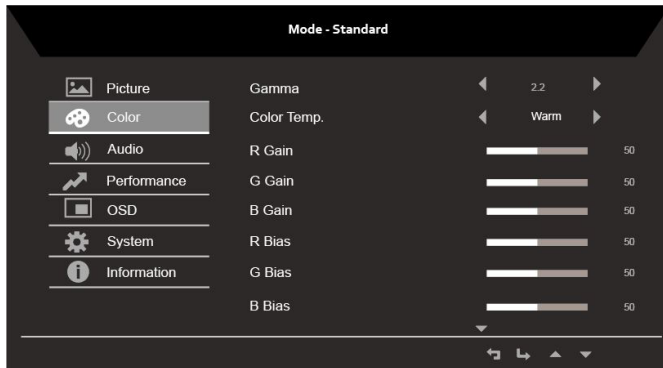 Mode - Standard
Picture
Color
Audio
Performance
OSD
System
Information
Gamma 2.2
Color Temp. Warm
R Gain 50
G Gain 50
B Gain 50
R Bias 50
G Bias 50
B Bias 50